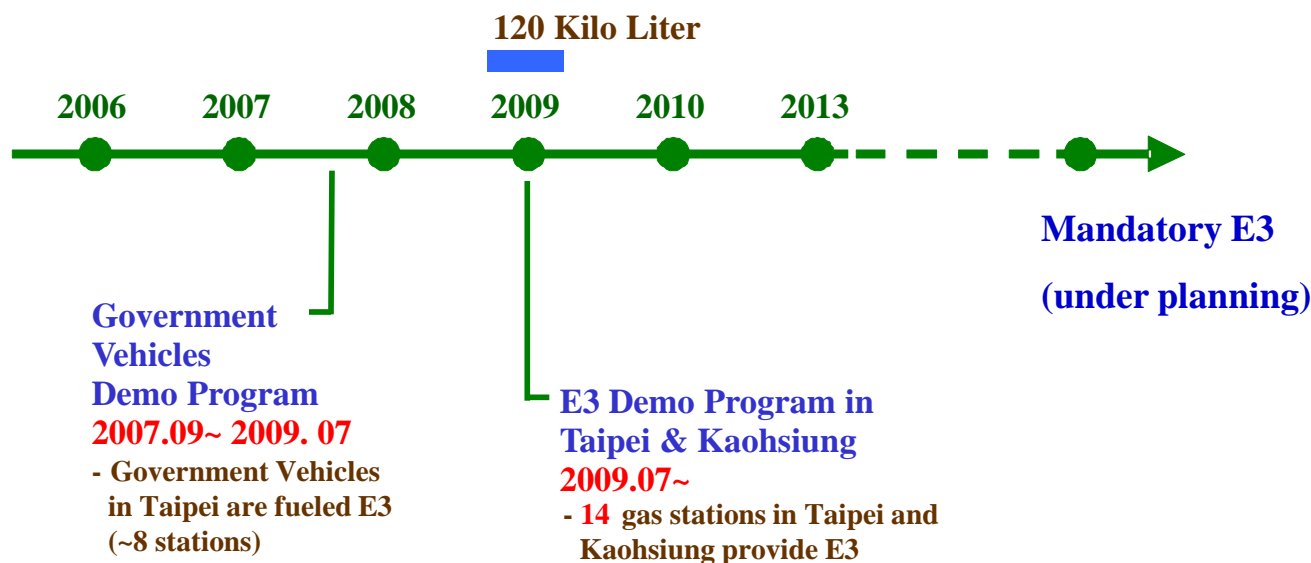 120 Kilo Liter
2006 2007 2008 2009 2010 2013
Mandatory E3
(under planning)
Government
Vehicles
Demo Program
2007.09~ 2009. 07
- Government Vehicles
in Taipei are fueled E3
(~8 stations)
E3 Demo Program in
Taipei & Kaohsiung
2009.07~
- 14 gas stations in Taipei and
Kaohsiung provide E3